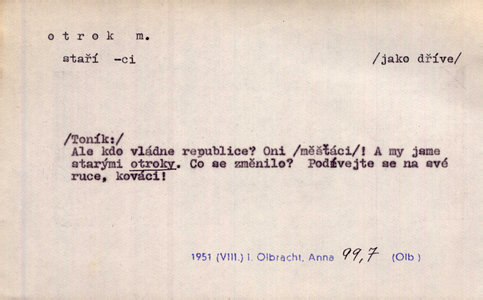 o t r o k  m.
staří -ci /jako dříve/
/Toník:/
Ale kdo vládne republice? Oni /měšťáci/! A my jsme
starými otroky. Co se změnilo? Podívejte se na své
ruce, kováci!
1951 (VIII.) I. Olbracht, Anna 99,7 (Olb)